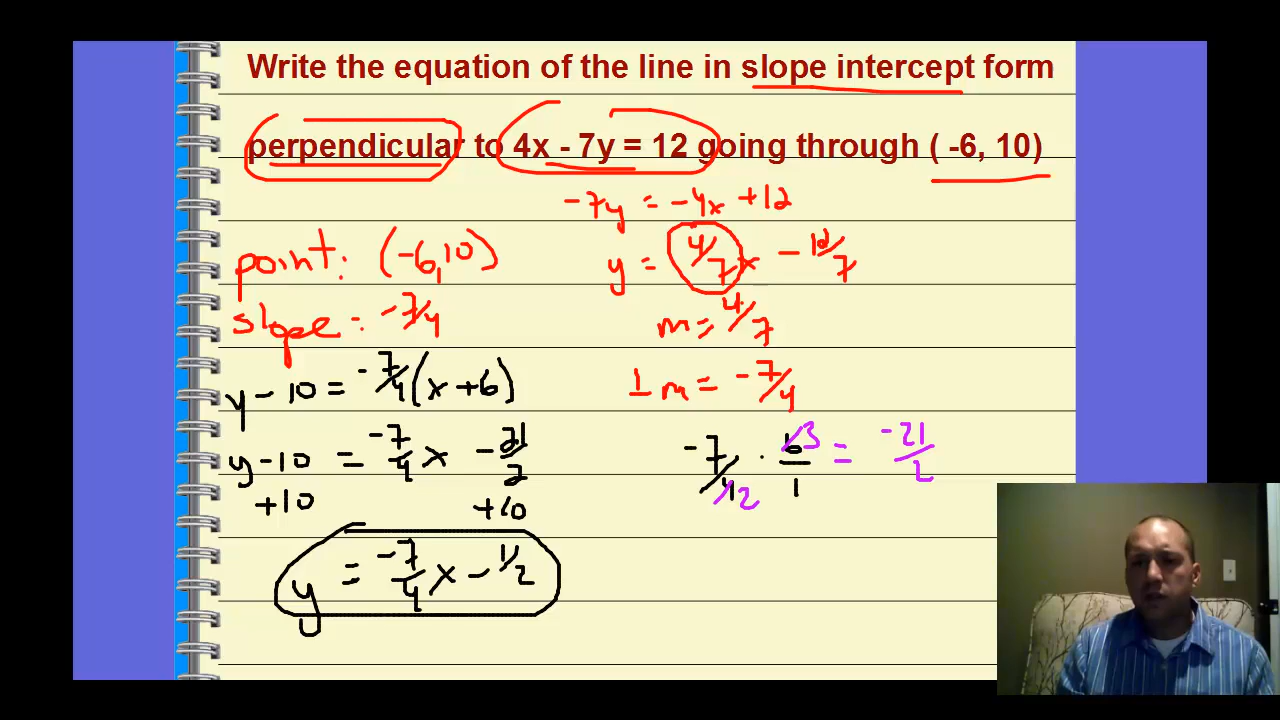 Write the equation of the line in slope intercept form
perpendicular to 4x - 7y = 12 going through ( -6, 10)
-7y = -4x +12
y = 4/7 x - 12/7
m = 4/7
⊥ m = -7/4
point: (-6,10)
slope: -7/4
y - 10 = -7/4 (x + 6)
y - 10 = -7/4 x - 21/2
+10 +10
y = -7/4 x - 1/2
-7/4 2 · 6 3/1 = -21/2